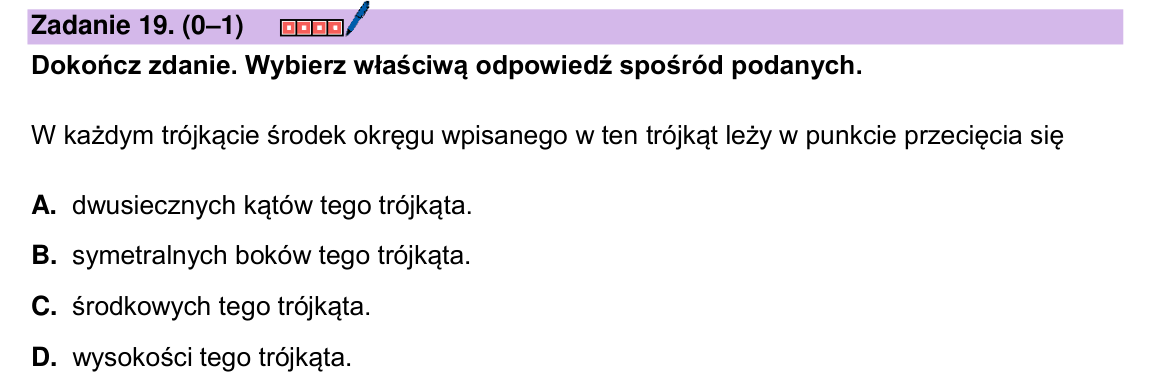 Zadanie 19. (0–1)
Dokończ zdanie. Wybierz właściwą odpowiedź spośród podanych.
W każdym trójkącie środek okręgu wpisanego w ten trójkąt leży w punkcie przecięcia się
A. dwusiecznych kątów tego trójkąta.
B. symetralnych boków tego trójkąta.
C. środkowych tego trójkąta.
D. wysokości tego trójkąta.